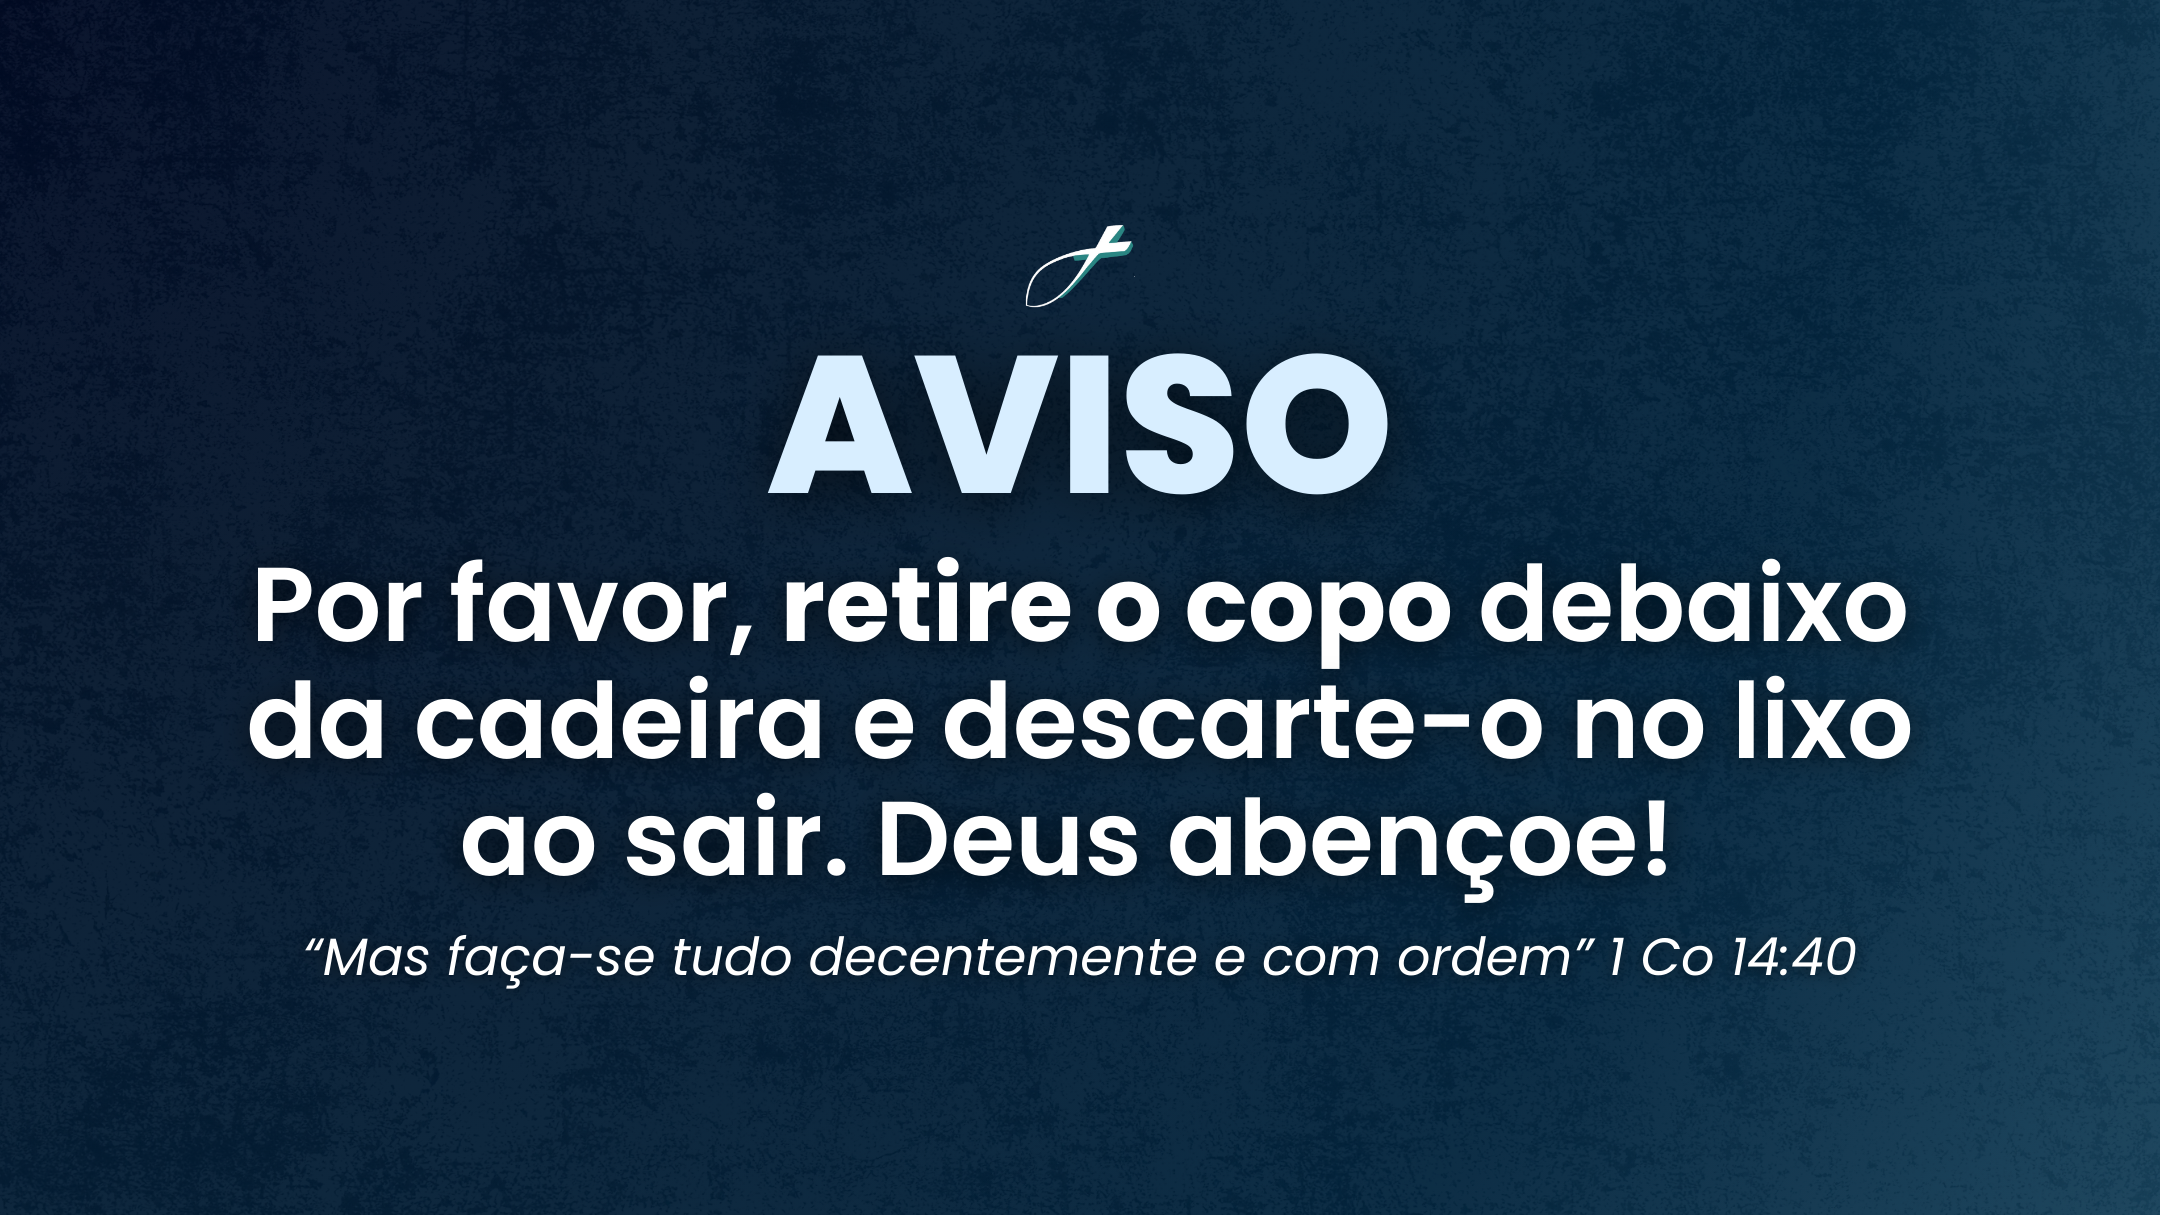 AVISO
Por favor, retire o copo debaixo
da cadeira e descarte-o no lixo
ao sair. Deus abençoe!
“Mas faça-se tudo decentemente e com ordem” 1 Co 14:40